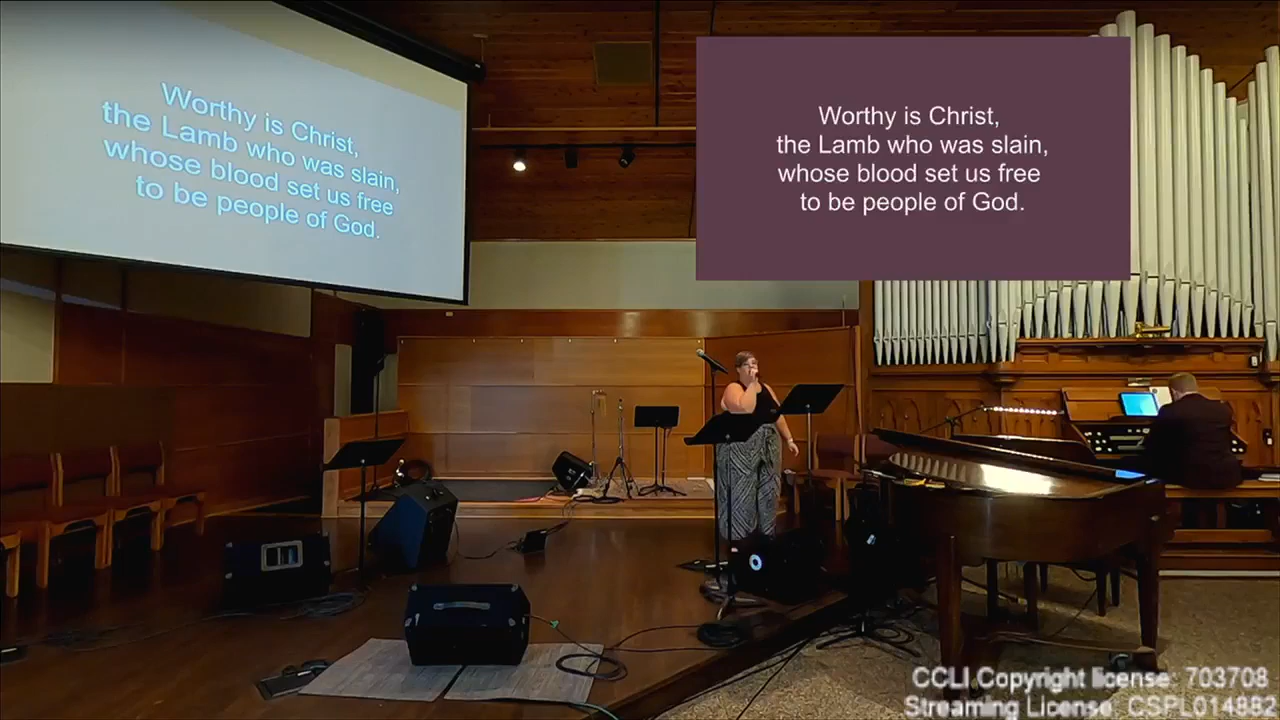 Worthy is Christ,
the Lamb who was slain,
whose blood set us free
to be people of God.
Worthy is Christ,
the Lamb who was slain,
whose blood set us free
to be people of God.
CCLI Copyright license: 703708
Streaming License: CSPL014882